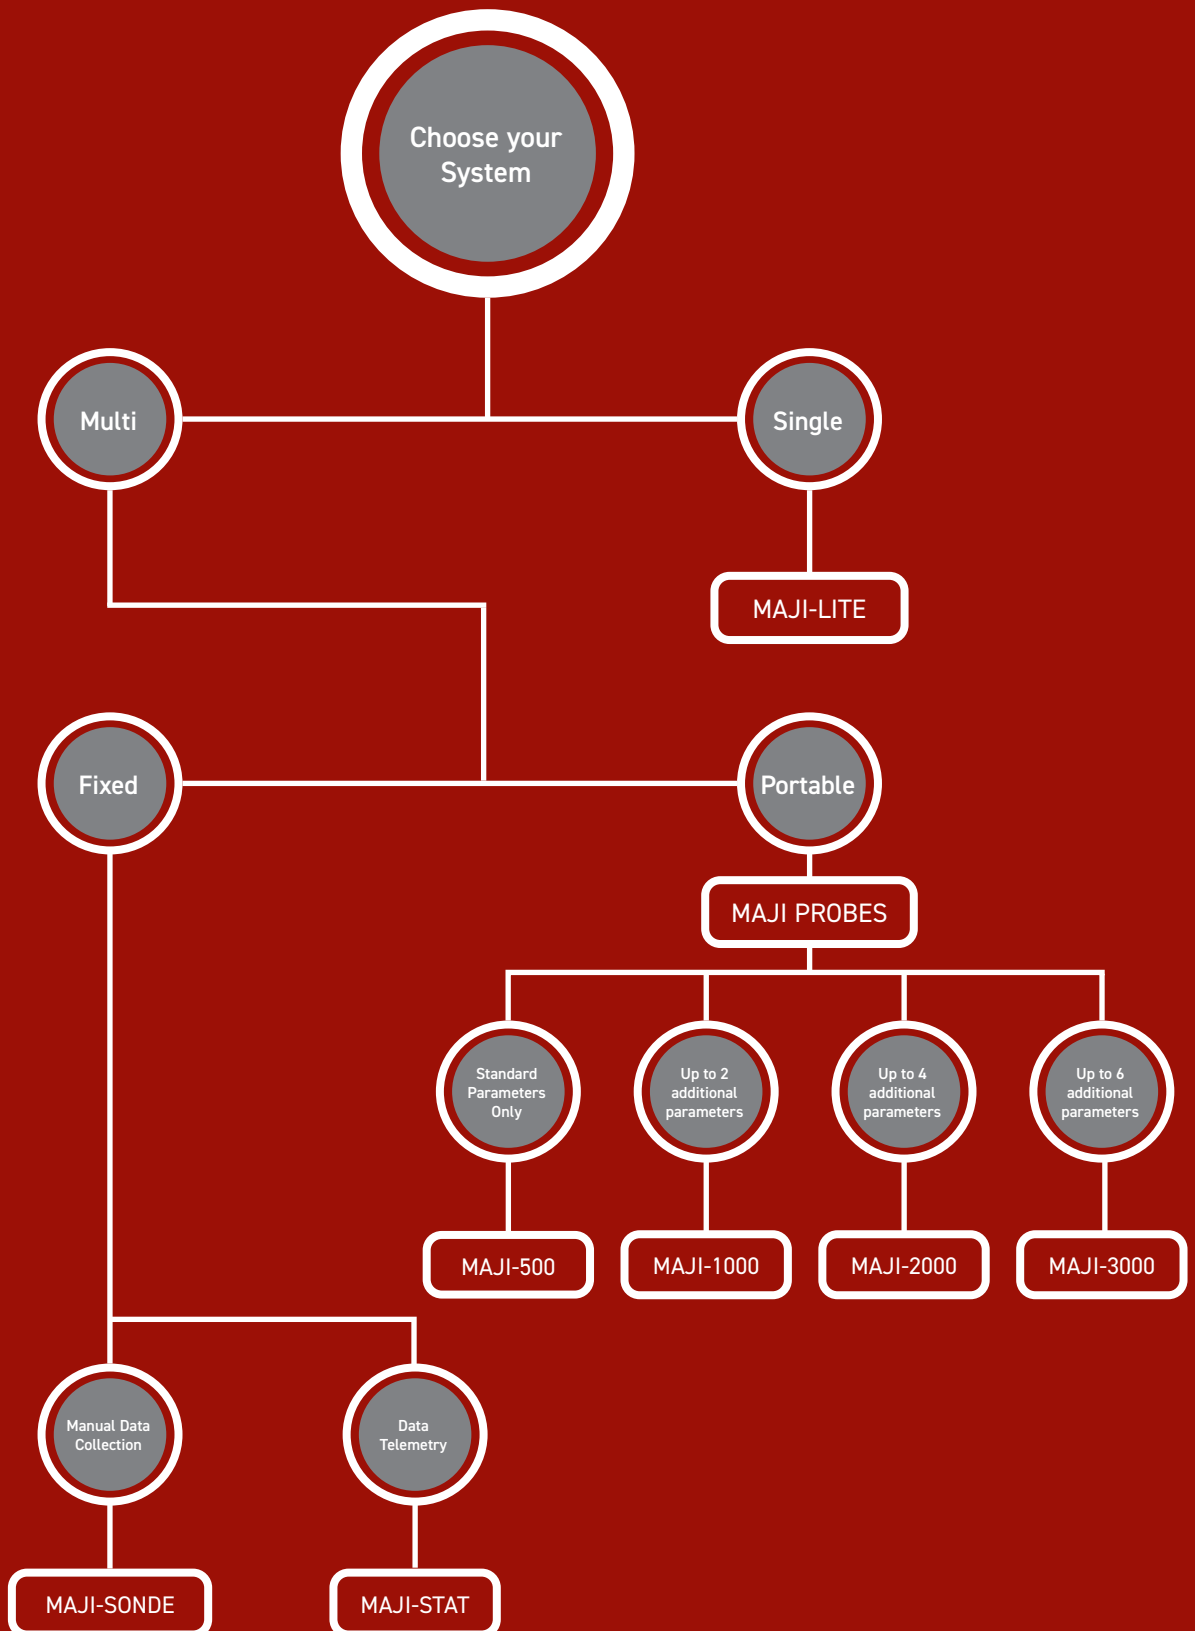 Choose your
System
Multi
Single
MAJI-LITE
Fixed
Portable
MAJI PROBES
Standard
Parameters
Only
Up to 2
additional
parameters
Up to 4
additional
parameters
Up to 6
additional
parameters
MAJI-500
MAJI-1000
MAJI-2000
MAJI-3000
Manual Data
Collection
Data
Telemetry
MAJI-SONDE
MAJI-STAT